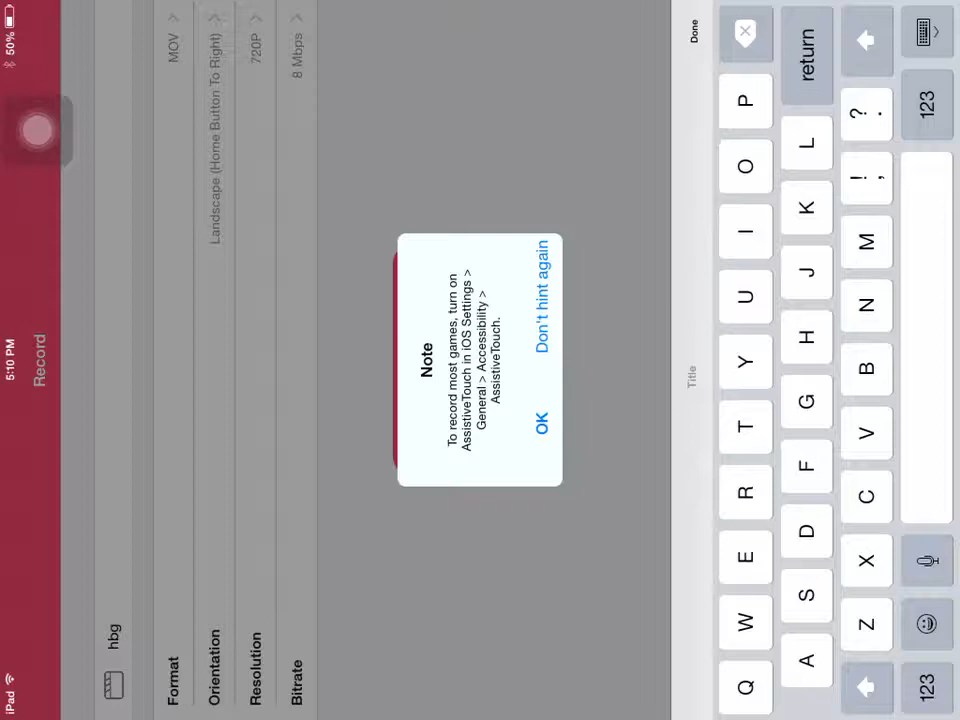 iPad
5:10 PM
50%
Record
hbg
Format
MOV >
Orientation
Landscape (Home Button To Right) >
Resolution
720P >
Bitrate
8 Mbps >
Note
To record most games, turn on
AssistiveTouch in iOS Settings >
General > Accessibility >
AssistiveTouch.
OK
Don't hint again
Title
Done
Q W E R T Y U I O P
A S D F G H J K L return
Z X C V B N M ! , ? .
123 123